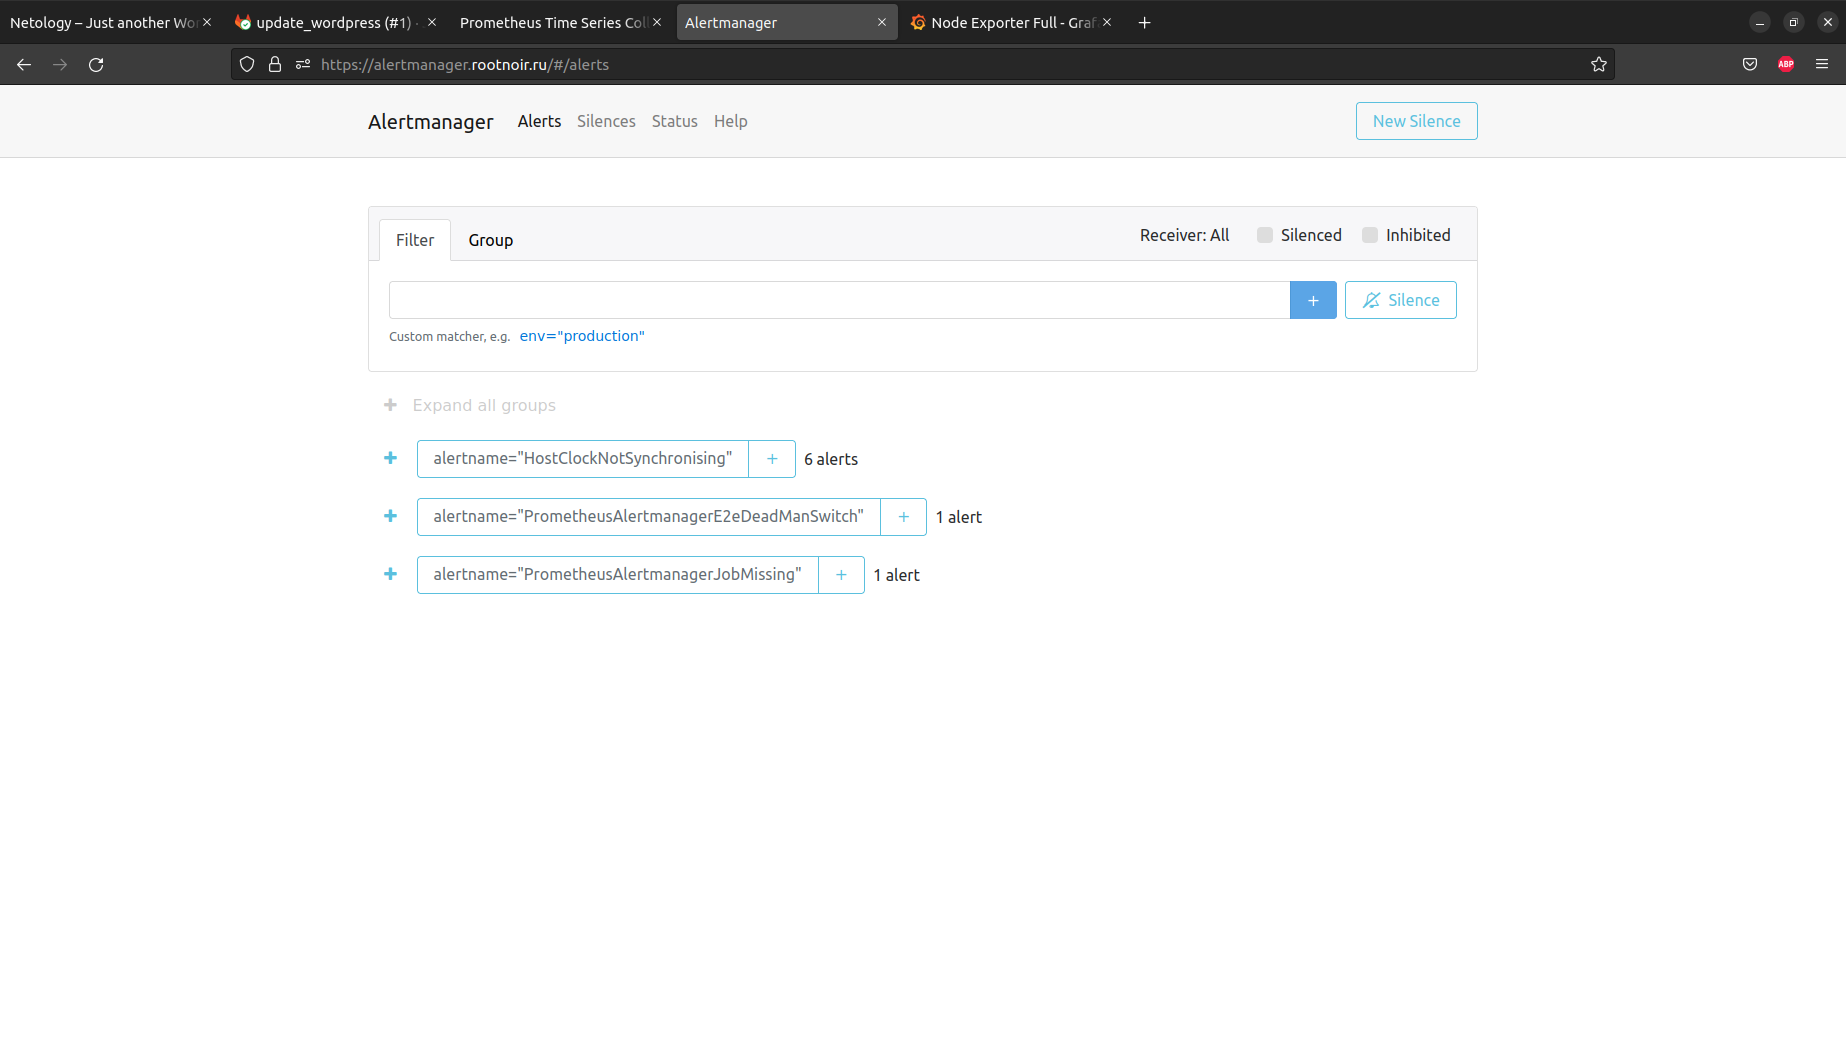 Netology – Just another Wor
update_wordpress (#1) ·
Prometheus Time Series Coll
Alertmanager
Node Exporter Full - Graf
https://alertmanager.rootnoir.ru/#/alerts
ABP
Alertmanager Alerts Silences Status Help New Silence
Filter Group Receiver: All Silenced Inhibited
+ Silence
Custom matcher, e.g. env="production"
+ Expand all groups
+ alertname="HostClockNotSynchronising" + 6 alerts
+ alertname="PrometheusAlertmanagerE2eDeadManSwitch" + 1 alert
+ alertname="PrometheusAlertmanagerJobMissing" + 1 alert